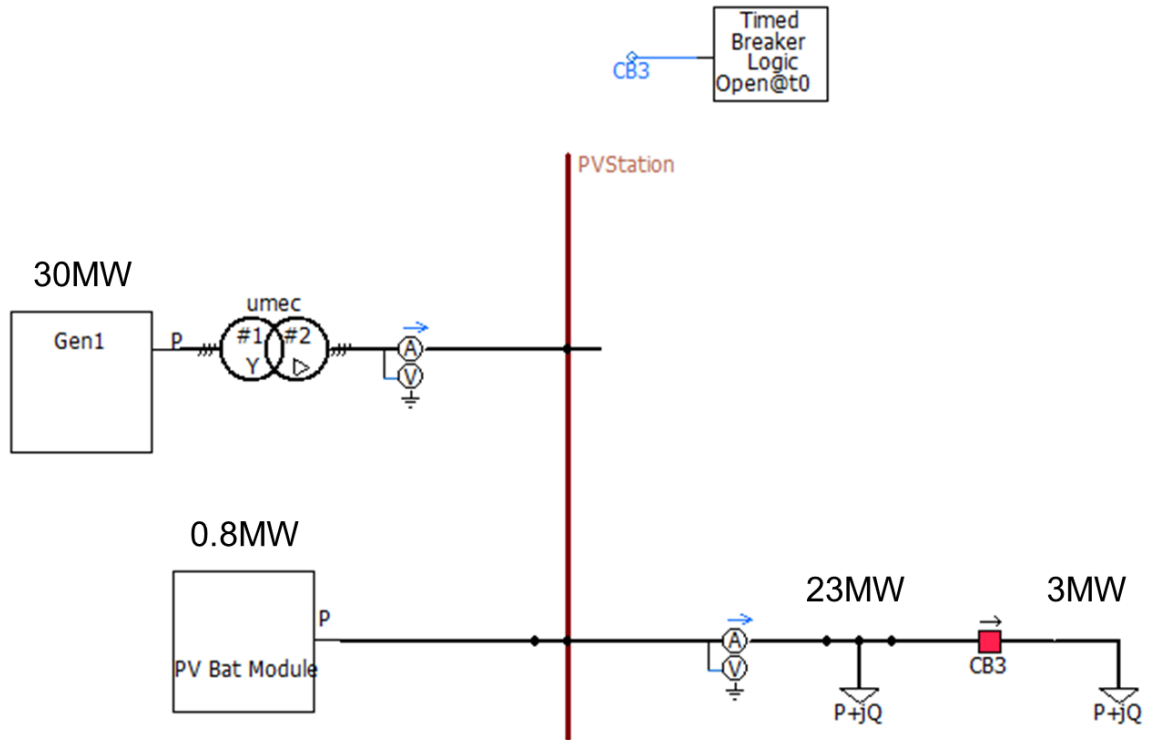 Timed
Breaker
Logic
Open@t0
CB3
PVStation
30MW
umec
Gen1
P
#1
#2
Y
A
V
0.8MW
23MW
3MW
P
PV Bat Module
A
V
CB3
P+jQ
P+jQ